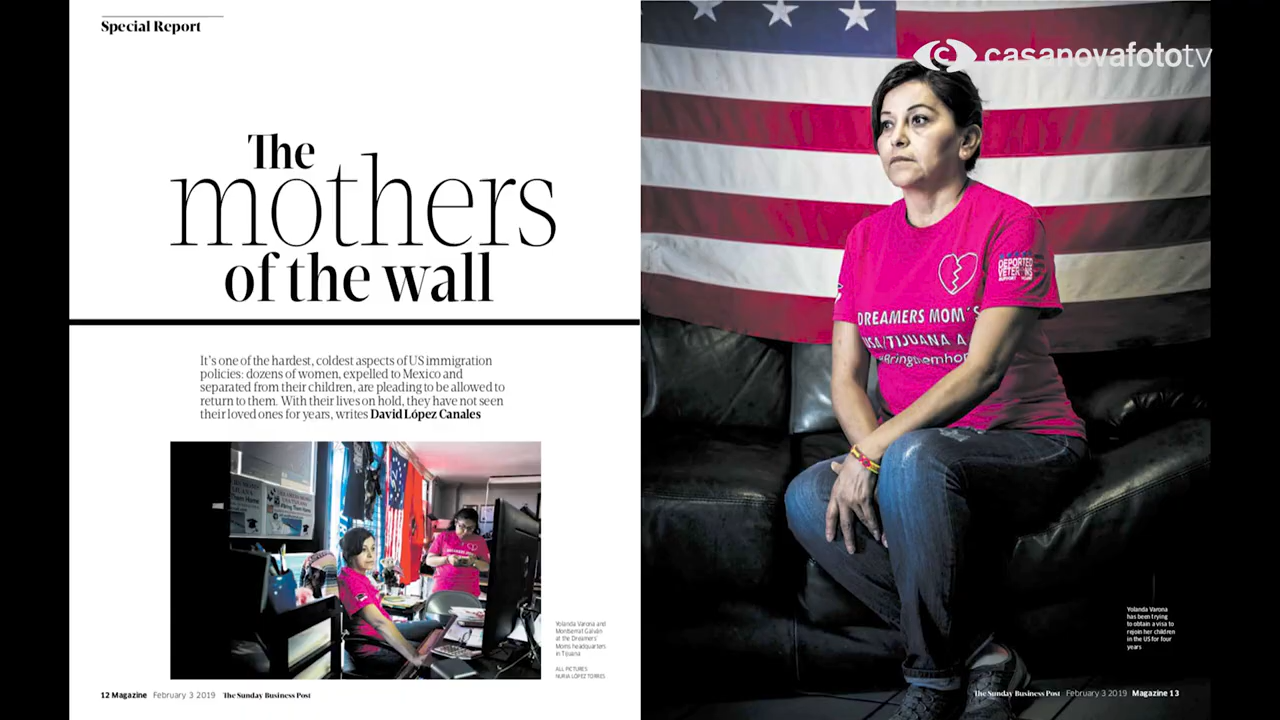 Special Report
The
mothers
of the wall
It's one of the hardest, coldest aspects of US immigration
policies: dozens of women, expelled to Mexico and
separated from their children, are pleading to be allowed to
return to them. With their lives on hold, they have not seen
their loved ones for years, writes David López Canales
Yolanda Varona and
Montserrat Galván
at the Dreamers'
Moms headquarters
in Tijuana
ALL PICTURES:
NURIA LÓPEZ TORRES
12 Magazine February 3 2019 The Sunday Business Post
casanovafototv
DEPORTED
VETERANS
SUPPORT
DREAMERS MOM´S
USA/TIJUANA A
#Bringthemhom
Yolanda Varona
has been trying
to obtain a visa to
rejoin her children
in the US for four
years
The Sunday Business Post February 3 2019 Magazine 13